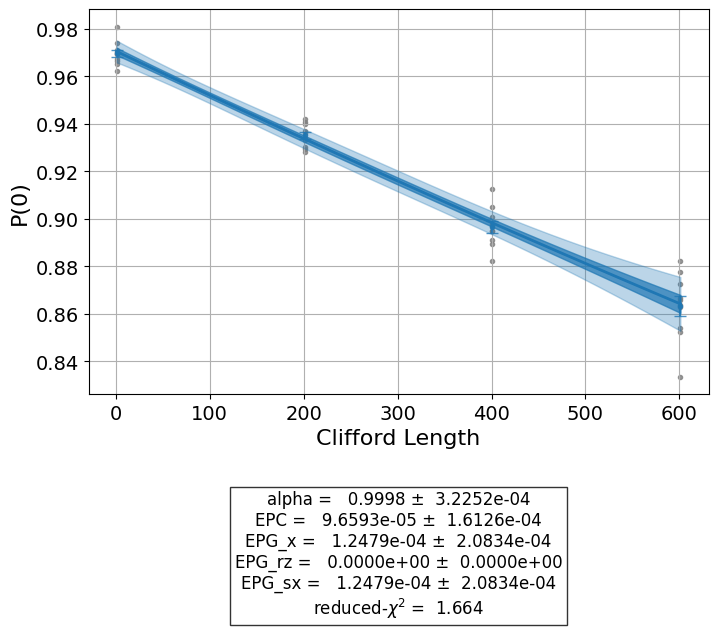 0.98
0.96
0.94
0.92
0.90
0.88
0.86
0.84
P(0)
0 100 200 300 400 500 600
Clifford Length
alpha = 0.9998 ± 3.2252e-04
EPC = 9.6593e-05 ± 1.6126e-04
EPG_x = 1.2479e-04 ± 2.0834e-04
EPG_rz = 0.0000e+00 ± 0.0000e+00
EPG_sx = 1.2479e-04 ± 2.0834e-04
reduced-χ² = 1.664